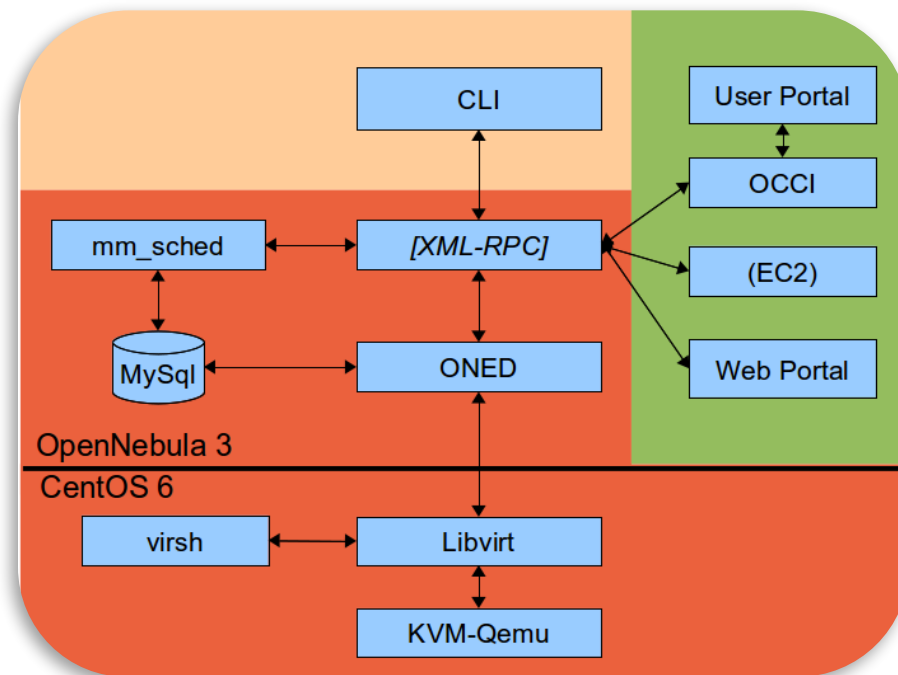 CLI
User Portal
OCCI
mm_sched
[XML-RPC]
(EC2)
MySql
ONED
Web Portal
OpenNebula 3
CentOS 6
virsh
Libvirt
KVM-Qemu